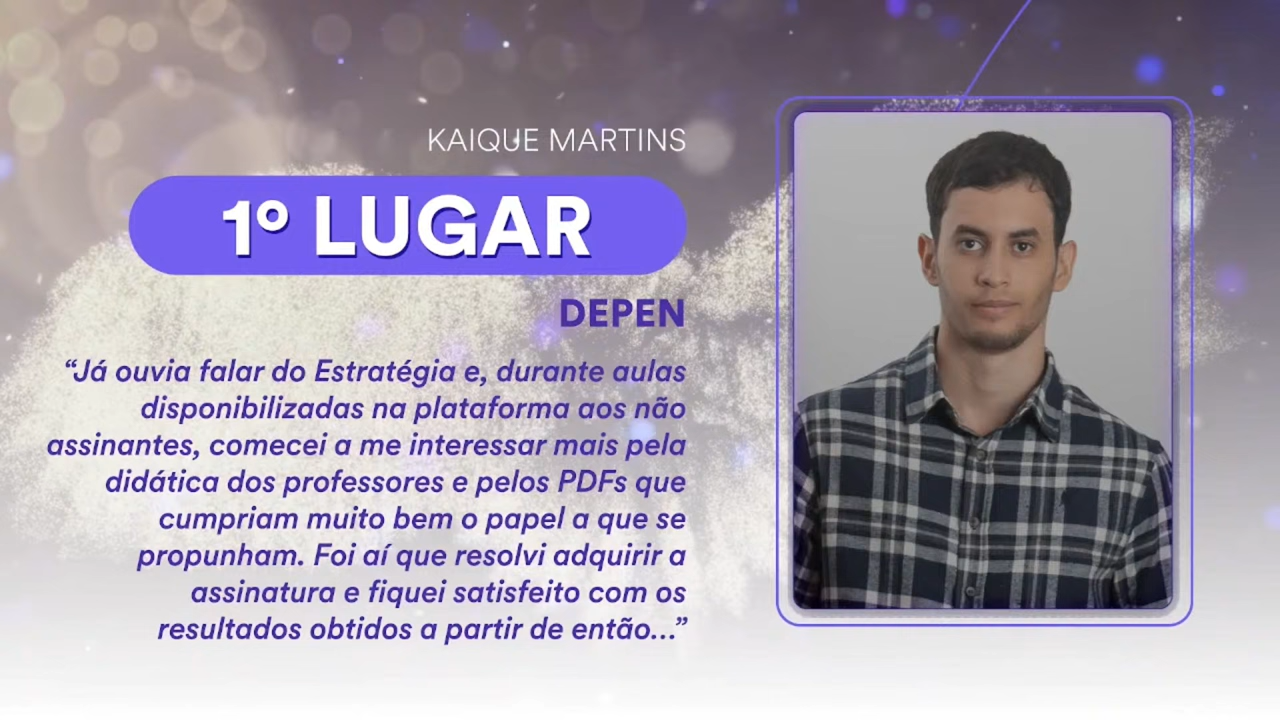 KAIQUE MARTINS
1º LUGAR
DEPEN
“Já ouvia falar do Estratégia e, durante aulas
disponibilizadas na plataforma aos não
assinantes, comecei a me interessar mais pela
didática dos professores e pelos PDFs que
cumpriam muito bem o papel a que se
propunham. Foi aí que resolvi adquirir a
assinatura e fiquei satisfeito com os
resultados obtidos a partir de então...”